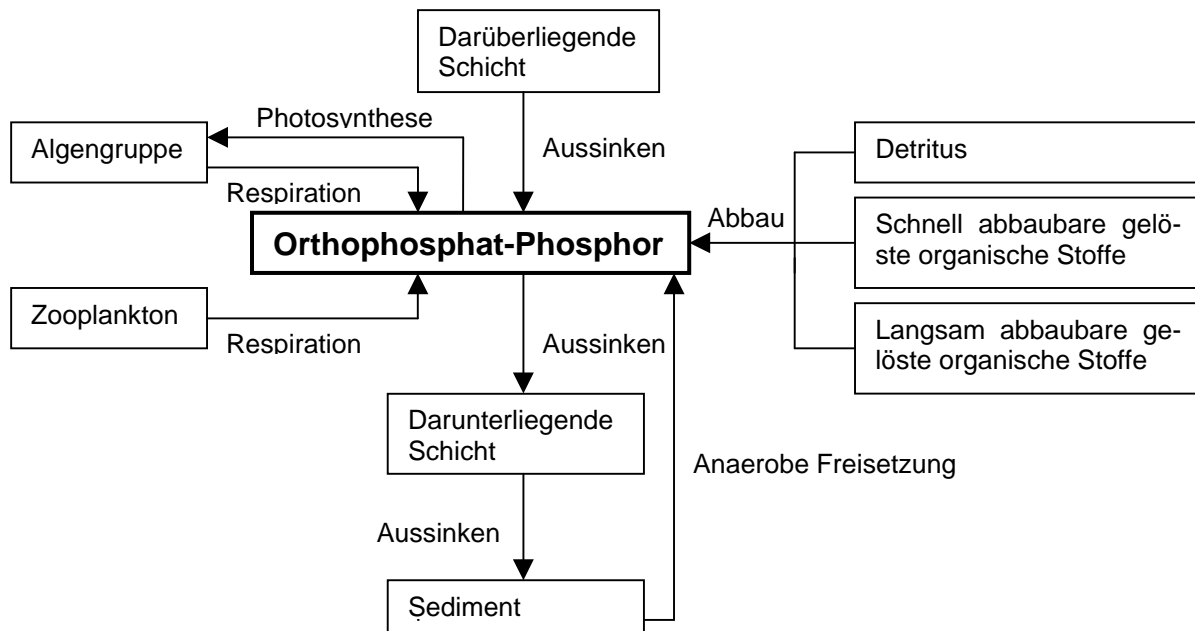 Darüberliegende
Schicht
Photosynthese
Algengruppe
Aussinken
Detritus
Respiration
Abbau
Schnell abbaubare gelö-
ste organische Stoffe
Orthophosphat-Phosphor
Zooplankton
Respiration
Aussinken
Langsam abbaubare ge-
löste organische Stoffe
Darunterliegende
Schicht
Anaerobe Freisetzung
Aussinken
Sediment